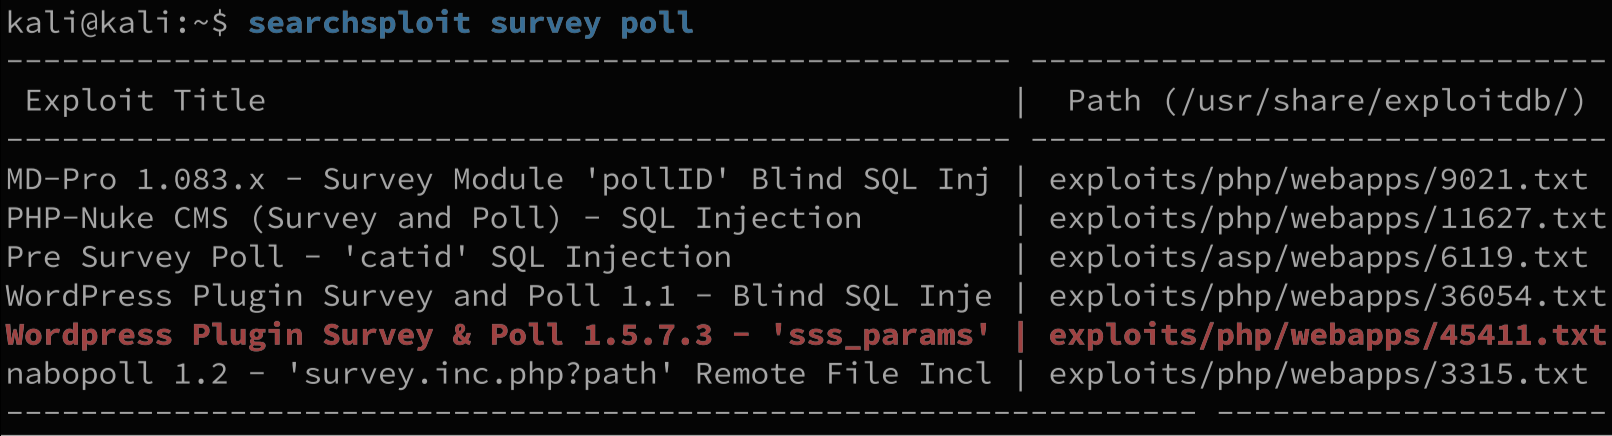 kali@kali:~$ searchsploit survey poll
------------------------------------------------------ -------------------------------
 Exploit Title                                        |  Path (/usr/share/exploitdb/)
------------------------------------------------------ -------------------------------
MD-Pro 1.083.x - Survey Module 'pollID' Blind SQL Inj | exploits/php/webapps/9021.txt
PHP-Nuke CMS (Survey and Poll) - SQL Injection        | exploits/php/webapps/11627.txt
Pre Survey Poll - 'catid' SQL Injection               | exploits/asp/webapps/6119.txt
WordPress Plugin Survey and Poll 1.1 - Blind SQL Inje | exploits/php/webapps/36054.txt
Wordpress Plugin Survey & Poll 1.5.7.3 - 'sss_params' | exploits/php/webapps/45411.txt
nabopoll 1.2 - 'survey.inc.php?path' Remote File Incl | exploits/php/webapps/3315.txt
---------------------------------------------------------------- ---------------------